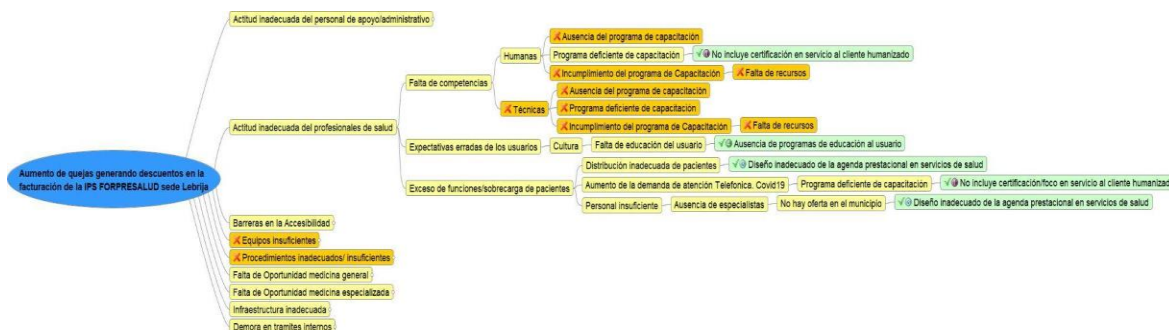 Aumento de quejas generando descuentos en la
facturación de la IPS FORPRESALUD sede Lebrija
Actitud inadecuada del personal de apoyo/administrativo
Actitud inadecuada del profesionales de salud
Falta de competencias
Humanas
Ausencia del programa de capacitación
Programa deficiente de capacitación
No incluye certificación en servicio al cliente humanizado
Incumplimiento del programa de Capacitación
Falta de recursos
Técnicas
Ausencia del programa de capacitación
Programa deficiente de capacitación
Incumplimiento del programa de Capacitación
Falta de recursos
Expectativas erradas de los usuarios
Cultura
Falta de educación del usuario
Ausencia de programas de educación al usuario
Exceso de funciones/sobrecarga de pacientes
Distribución inadecuada de pacientes
Diseño inadecuado de la agenda prestacional en servicios de salud
Aumento de la demanda de atención Telefonica. Covid19
Programa deficiente de capacitación
No incluye certificación/foco en servicio al cliente humanizad
Personal insuficiente
Ausencia de especialistas
No hay oferta en el municipio
Diseño inadecuado de la agenda prestacional en servicios de salud
Barreras en la Accesibilidad
Equipos Insuficientes
Procedimientos inadecuados/ insuficientes
Falta de Oportunidad medicina general
Falta de Oportunidad medicina especializada
Infraestructura inadecuada
Demora en tramites internos